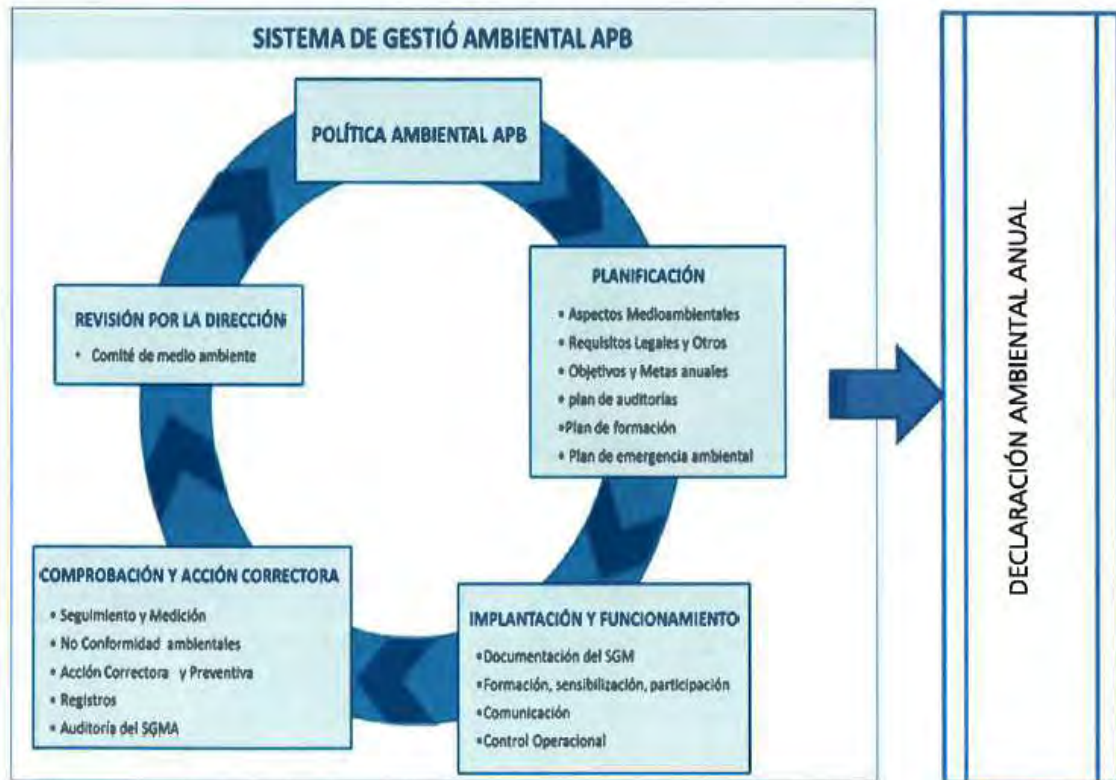 SISTEMA DE GESTIÓ AMBIENTAL APB
POLÍTICA AMBIENTAL APB
PLANIFICACIÓN
• Aspectos Medioambientales
• Requisitos Legales y Otros
• Objetivos y Metas anuales
• plan de auditorías
•Plan de formación
• Plan de emergencia ambiental
IMPLANTACIÓN Y FUNCIONAMIENTO
•Documentación del SGM
•Formación, sensibilización, participación
•Comunicación
•Control Operacional
COMPROBACIÓN Y ACCIÓN CORRECTORA
• Seguimiento y Medición
• No Conformidad ambientales
• Acción Correctora y Preventiva
• Registros
• Auditoría del SGMA
REVISIÓN POR LA DIRECCIÓN
• Comité de medio ambiente
DECLARACIÓN AMBIENTAL ANUAL